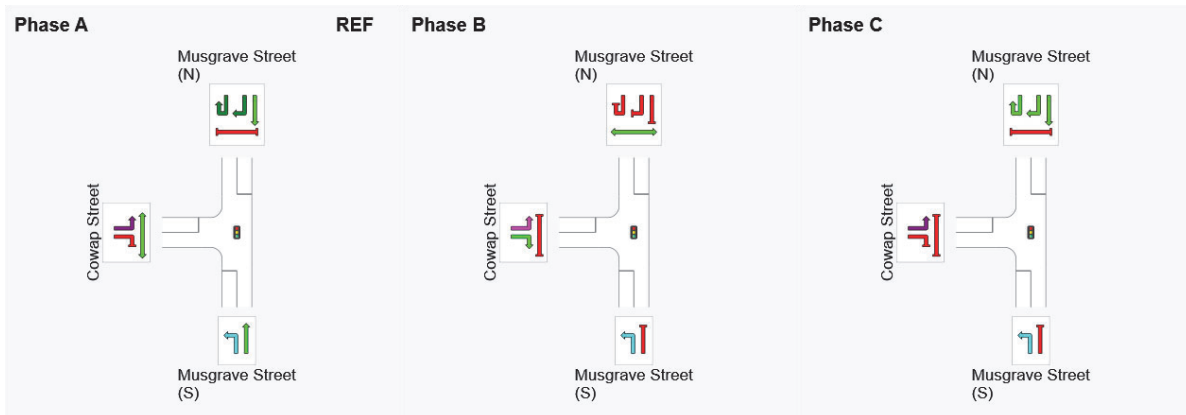 Phase A
REF
Musgrave Street
(N)
Cowap Street
Musgrave Street
(S)
Phase B
Musgrave Street
(N)
Cowap Street
Musgrave Street
(S)
Phase C
Musgrave Street
(N)
Cowap Street
Musgrave Street
(S)